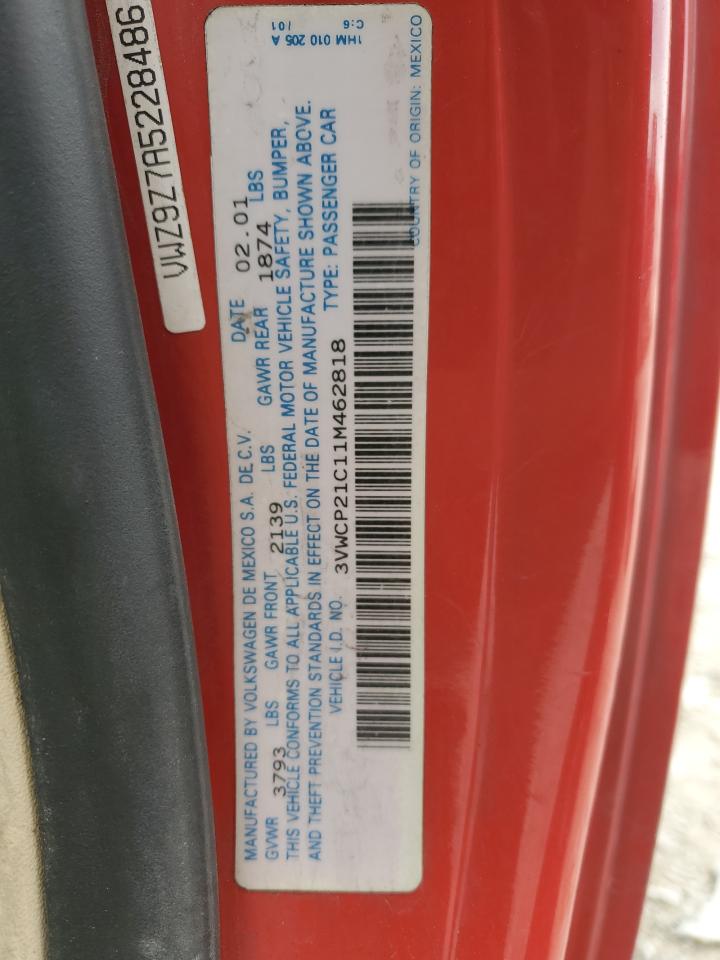 VWZ9Z7A5228486
1HM 010 205 A
/01 C:6
MANUFACTURED BY VOLKSWAGEN DE MEXICO S.A. DE C.V. DATE 02.01
GVWR 3793 LBS GAWR FRONT 2139 LBS GAWR REAR 1874 LBS
THIS VEHICLE CONFORMS TO ALL APPLICABLE U.S. FEDERAL MOTOR VEHICLE SAFETY, BUMPER,
AND THEFT PREVENTION STANDARDS IN EFFECT ON THE DATE OF MANUFACTURE SHOWN ABOVE.
VEHICLE I.D. NO. 3VWCP21C11M462818 TYPE: PASSENGER CAR
COUNTRY OF ORIGIN: MEXICO